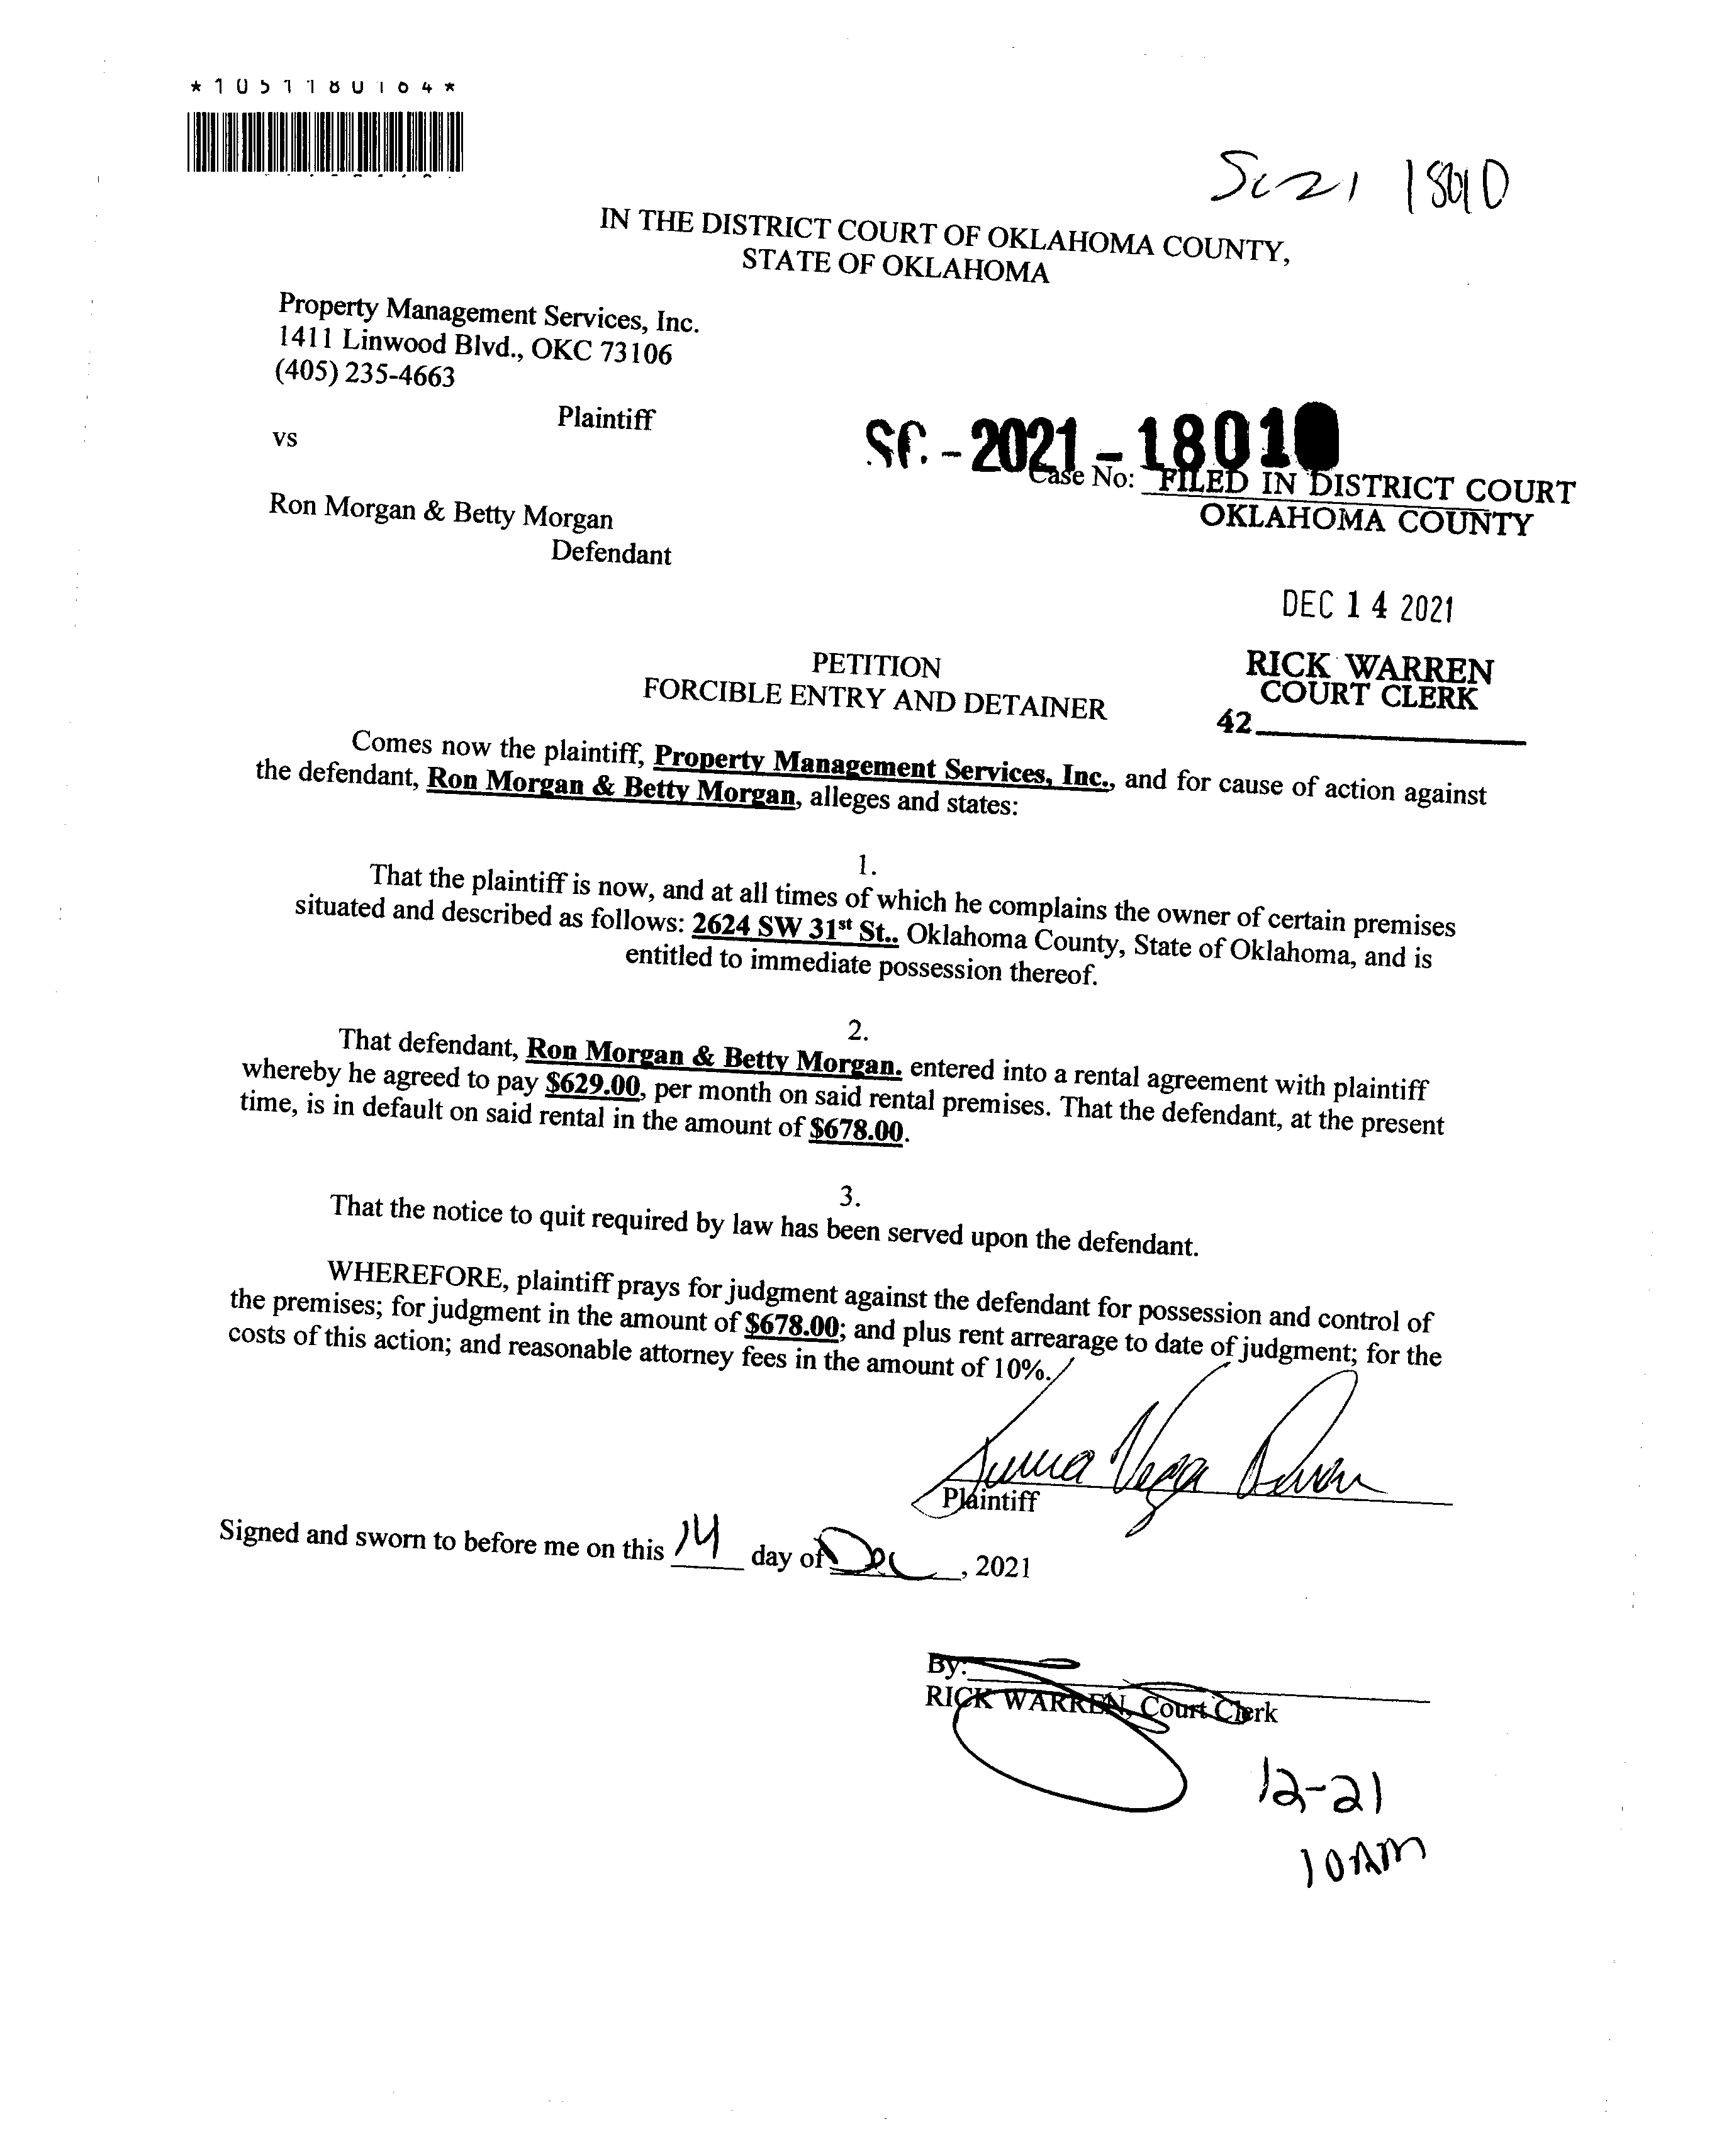 IN THE DISTRICT COURT OF OKLAHOMA COUNTY,
STATE OF OKLAHOMA
Property Management Services, Inc.
1411 Linwood Blvd., OKC 73106
(405) 235-4663
Plaintiff
vs
SC-2021-18010
Case No: FILED IN DISTRICT COURT
OKLAHOMA COUNTY
Ron Morgan & Betty Morgan
Defendant
DEC 14 2021
RICK WARREN
COURT CLERK
42
PETITION
FORCIBLE ENTRY AND DETAINER
Comes now the plaintiff, Property Management Services, Inc., and for cause of action against
the defendant, Ron Morgan & Betty Morgan, alleges and states:
1.
That the plaintiff is now, and at all times of which he complains the owner of certain premises
situated and described as follows: 2624 SW 31st St., Oklahoma County, State of Oklahoma, and is
entitled to immediate possession thereof.
2.
That defendant, Ron Morgan & Betty Morgan, entered into a rental agreement with plaintiff
whereby he agreed to pay $629.00, per month on said rental premises. That the defendant, at the present
time, is in default on said rental in the amount of $678.00.
3.
That the notice to quit required by law has been served upon the defendant.
WHEREFORE, plaintiff prays for judgment against the defendant for possession and control of
the premises; for judgment in the amount of $678.00; and plus rent arrearage to date of judgment; for the
costs of this action; and reasonable attorney fees in the amount of 10%.
Plaintiff
Signed and sworn to before me on this 14 day of Dec, 2021
By:
RICK WARREN, Court Clerk
12-21
10AM